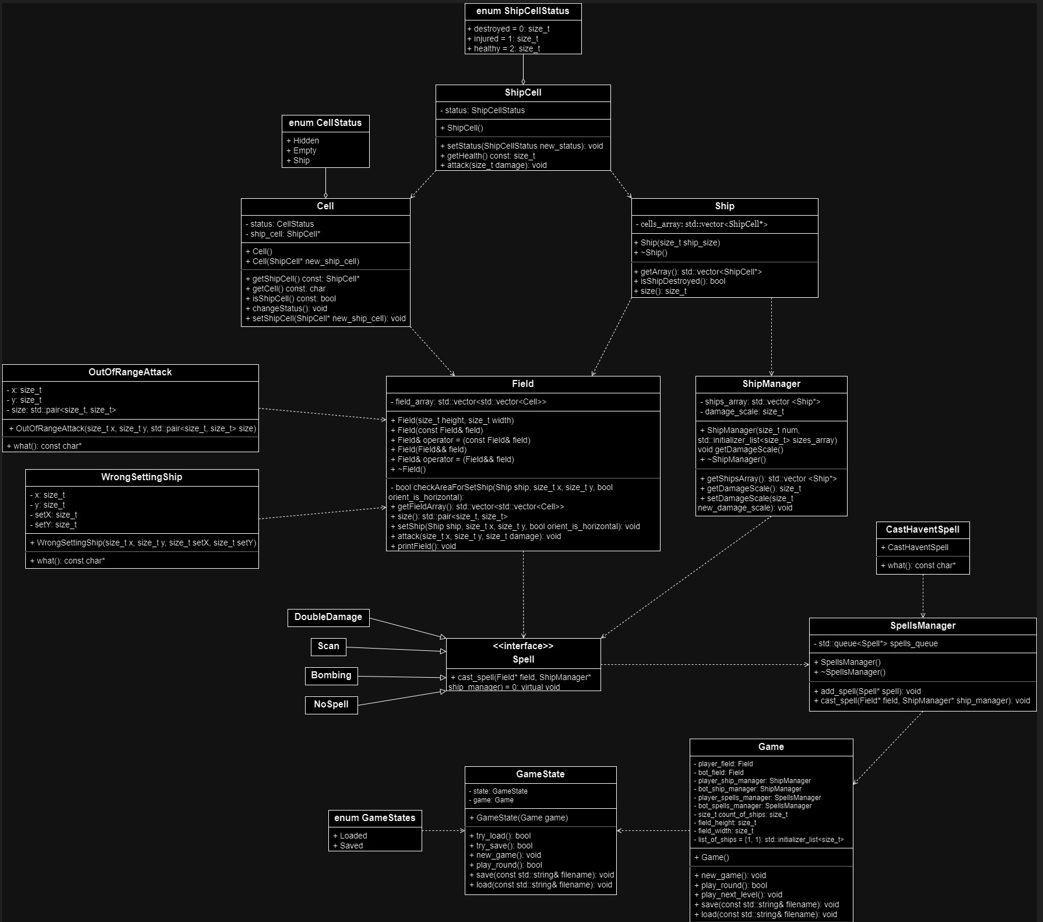 enum ShipCellStatus
+ destroyed = 0: size_t
+ injured = 1: size_t
+ healthy = 2: size_t
ShipCell
- status: ShipCellStatus
+ ShipCell()
+ setStatus(ShipCellStatus new_status): void
+ getHealth() const: size_t
+ attack(size_t damage): void
enum CellStatus
+ Hidden
+ Empty
+ Ship
Cell
- status: CellStatus
- ship_cell: ShipCell*
+ Cell()
+ Cell(ShipCell* new_ship_cell)
+ getShipCell() const: ShipCell*
+ getCell() const: char
+ isShipCell() const: bool
+ changeStatus(): void
+ setShipCell(ShipCell* new_ship_cell): void
Ship
- cells_array: std::vector<ShipCell*>
+ Ship(size_t ship_size)
+ ~Ship()
+ getArray(): std::vector<ShipCell*>
+ isShipDestroyed(): bool
+ size(): size_t
OutOfRangeAttack
- x: size_t
- y: size_t
- size: std::pair<size_t, size_t>
+ OutOfRangeAttack(size_t x, size_t y, std::pair<size_t, size_t> size)
+ what(): const char*
WrongSettingShip
- x: size_t
- y: size_t
- setX: size_t
- setY: size_t
+ WrongSettingShip(size_t x, size_t y, size_t setX, size_t setY)
+ what(): const char*
Field
- field_array: std::vector<std::vector<Cell>>
+ Field(size_t height, size_t width)
+ Field(const Field& field)
+ Field& operator = (const Field& field)
+ Field(Field&& field)
+ Field& operator = (Field&& field)
+ ~Field()
- bool checkAreaForSetShip(Ship ship, size_t x, size_t y, bool
orient_is_horizontal):
+ getFieldArray(): std::vector<std::vector<Cell>>
+ size(): std::pair<size_t, size_t>
+ setShip(Ship ship, size_t x, size_t y, bool orient_is_horizontal): void
+ attack(size_t x, size_t y, size_t damage): void
+ printField(): void
ShipManager
- ships_array: std::vector <Ship*>
- damage_scale: size_t
+ ShipManager(size_t num,
std::initializer_list<size_t> sizes_array)
void getDamageScale()
+ ~ShipManager()
+ getShipsArray(): std::vector <Ship*>
+ getDamageScale(): size_t
+ setDamageScale(size_t
new_damage_scale): void
CastHaventSpell
+ CastHaventSpell
+ what(): const char*
DoubleDamage
Scan
Bombing
NoSpell
<<interface>>
Spell
+ cast_spell(Field* field, ShipManager*
ship_manager) = 0: virtual void
SpellsManager
- std::queue<Spell*> spells_queue
+ SpellsManager()
+ ~SpellsManager()
+ add_spell(Spell* spell): void
+ cast_spell(Field* field, ShipManager* ship_manager): void
Game
- player_field: Field
- bot_field: Field
- player_ship_manager: ShipManager
- bot_ship_manager: ShipManager
- player_spells_manager: SpellsManager
- bot_spells_manager: SpellsManager
- size_t count_of_ships: size_t
- field_height: size_t
- field_width: size_t
- list_of_ships = {1, 1}: std::initializer_list<size_t>
+ Game()
+ new_game(): void
+ play_round(): bool
+ play_next_level(): void
+ save(const std::string& filename): void
+ load(const std::string& filename): void
GameState
- state: GameState
- game: Game
+ GameState(Game game)
+ try_load(): bool
+ try_save(): bool
+ new_game(): void
+ play_round(): bool
+ save(const std::string& filename): void
+ load(const std::string& filename): void
enum GameStates
+ Loaded
+ Saved